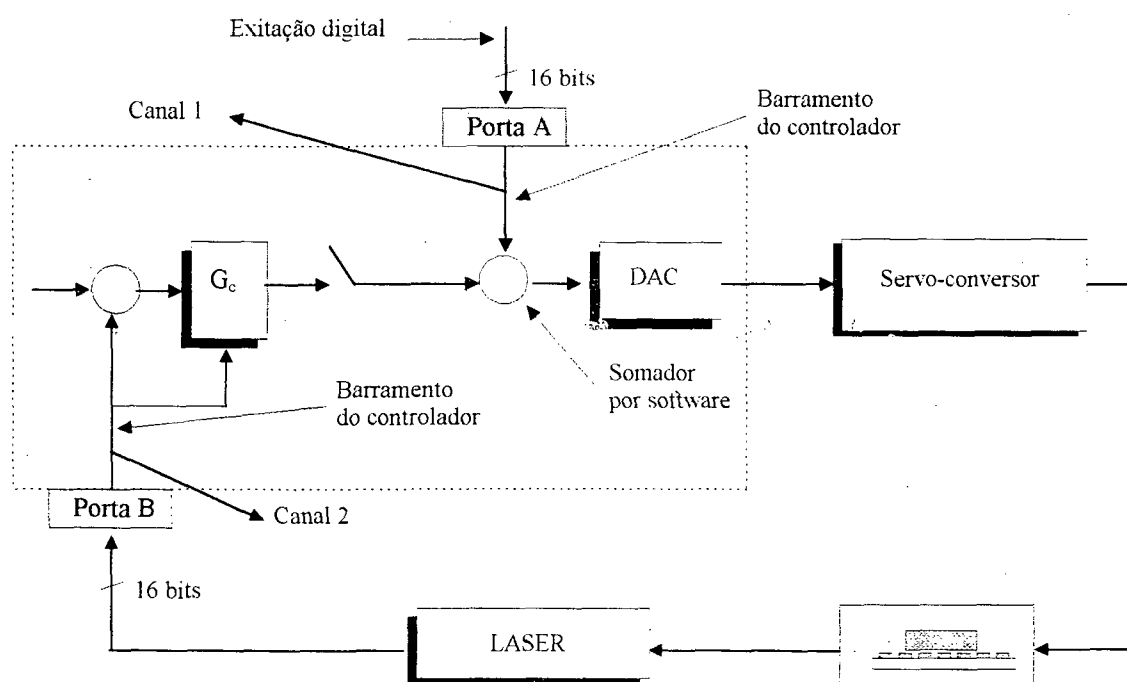 Exitação digital
16 bits
Canal 1
Porta A
Barramento
do controlador
G_c
DAC
Servo-conversor
Somador
por software
Barramento
do controlador
Porta B
Canal 2
16 bits
LASER